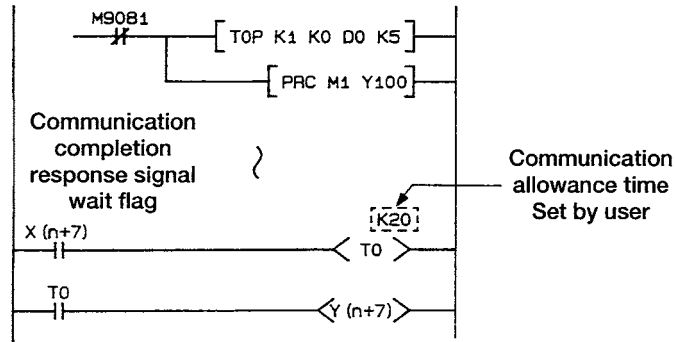 M9081
TOP K1 K0 D0 K5
PRC M1 Y100
Communication
completion
response signal
wait flag
Communication
allowance time
Set by user
K20
X (n+7)
T0
T0
Y (n+7)